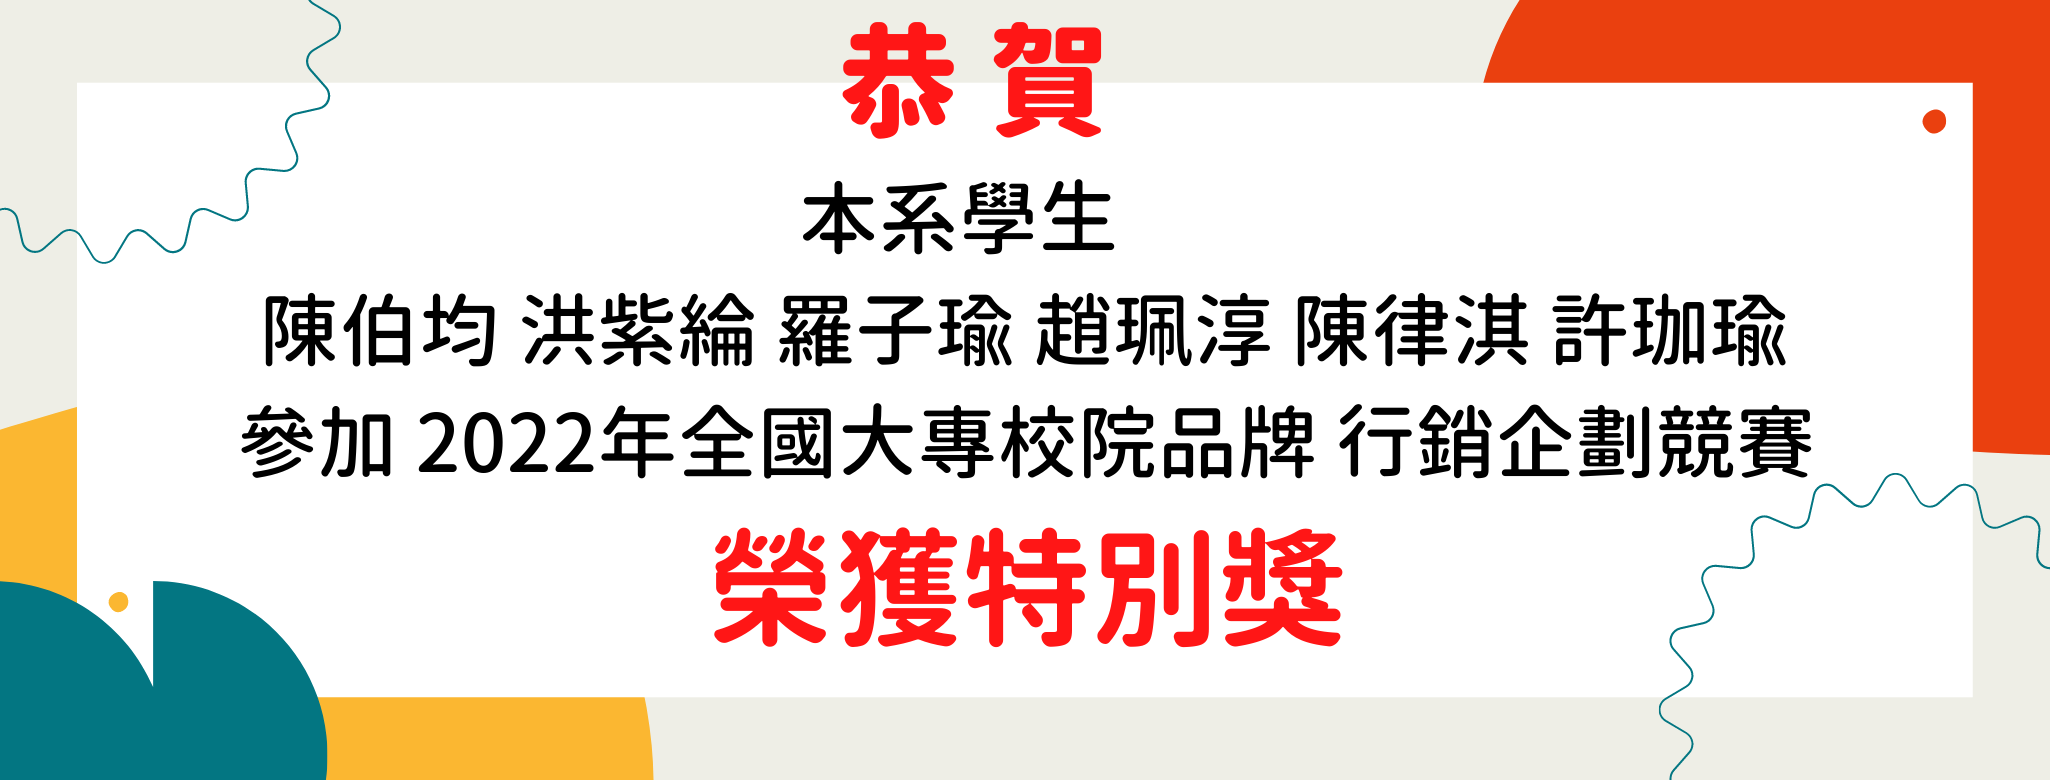 恭 賀
本系學生
陳伯均 洪紫綸 羅子瑜 趙珮淳 陳律淇 許珈瑜
參加 2022年全國大專校院品牌 行銷企劃競賽
榮獲特別獎